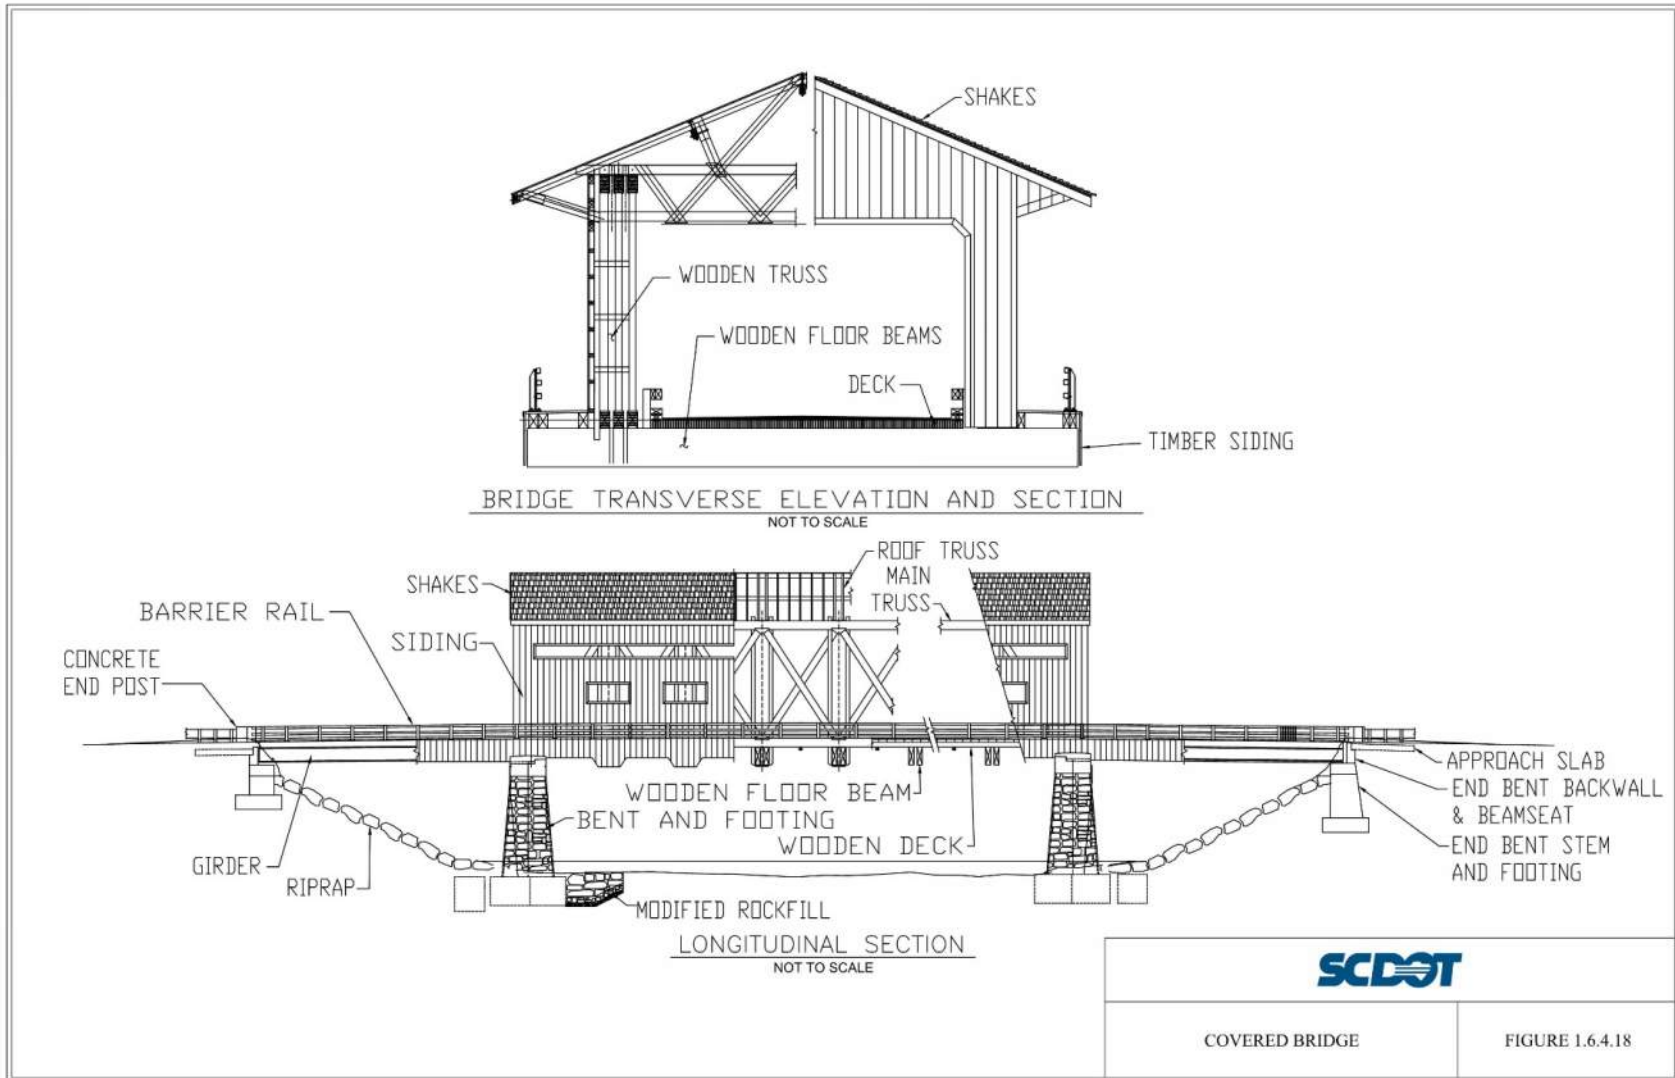 SHAKES
WOODEN TRUSS
WOODEN FLOOR BEAMS
DECK
TIMBER SIDING
BRIDGE TRANSVERSE ELEVATION AND SECTION
NOT TO SCALE
ROOF TRUSS
MAIN
TRUSS
SHAKES
BARRIER RAIL
SIDING
CONCRETE
END POST
APPROACH SLAB
END BENT BACKWALL
& BEAMSEAT
END BENT STEM
AND FOOTING
WOODEN FLOOR BEAM
BENT AND FOOTING
WOODEN DECK
GIRDER
RIPRAP
MODIFIED ROCKFILL
LONGITUDINAL SECTION
NOT TO SCALE
SCDOT
COVERED BRIDGE
FIGURE 1.6.4.18